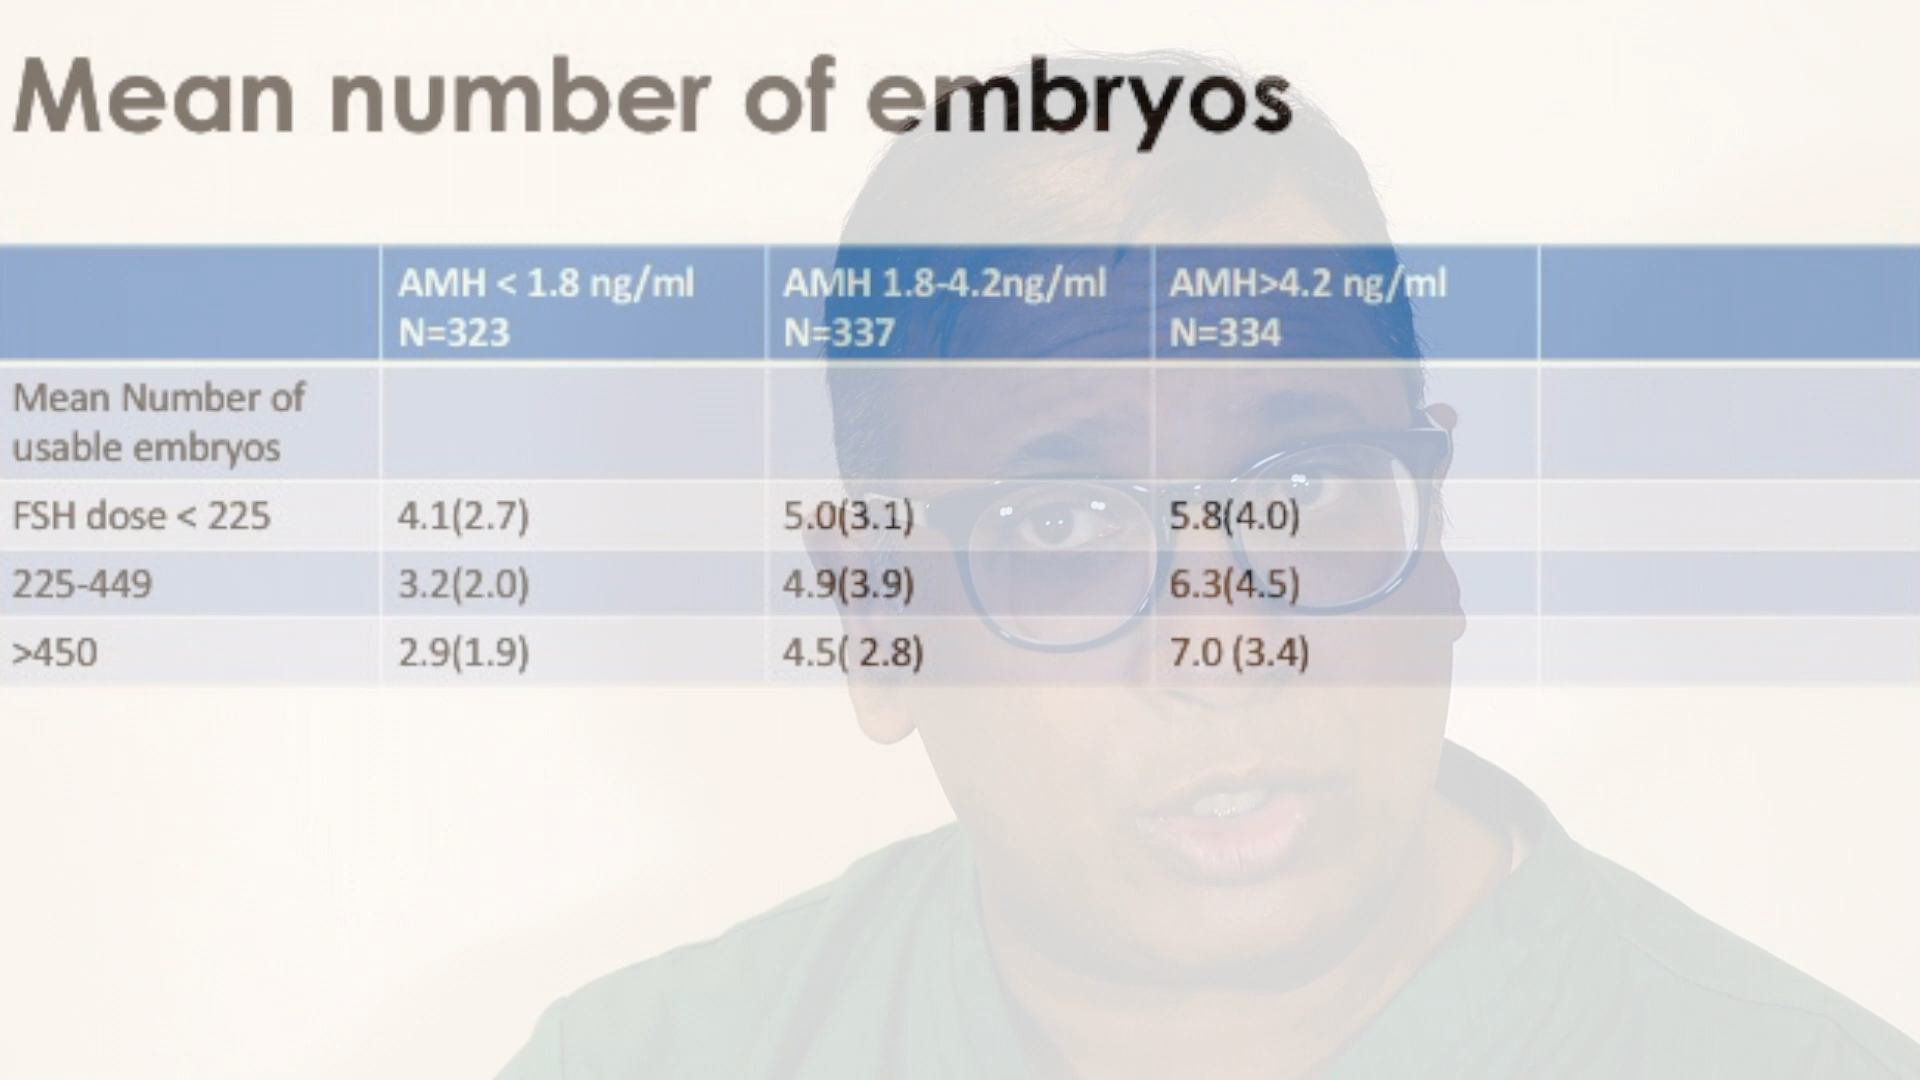 Mean number of embryos
AMH < 1.8 ng/ml
N=323
AMH 1.8-4.2ng/ml
N=337
AMH>4.2 ng/ml
N=334
Mean Number of
usable embryos
FSH dose < 225 4.1(2.7) 5.0(3.1) 5.8(4.0)
225-449 3.2(2.0) 4.9(3.9) 6.3(4.5)
>450 2.9(1.9) 4.5( 2.8) 7.0 (3.4)